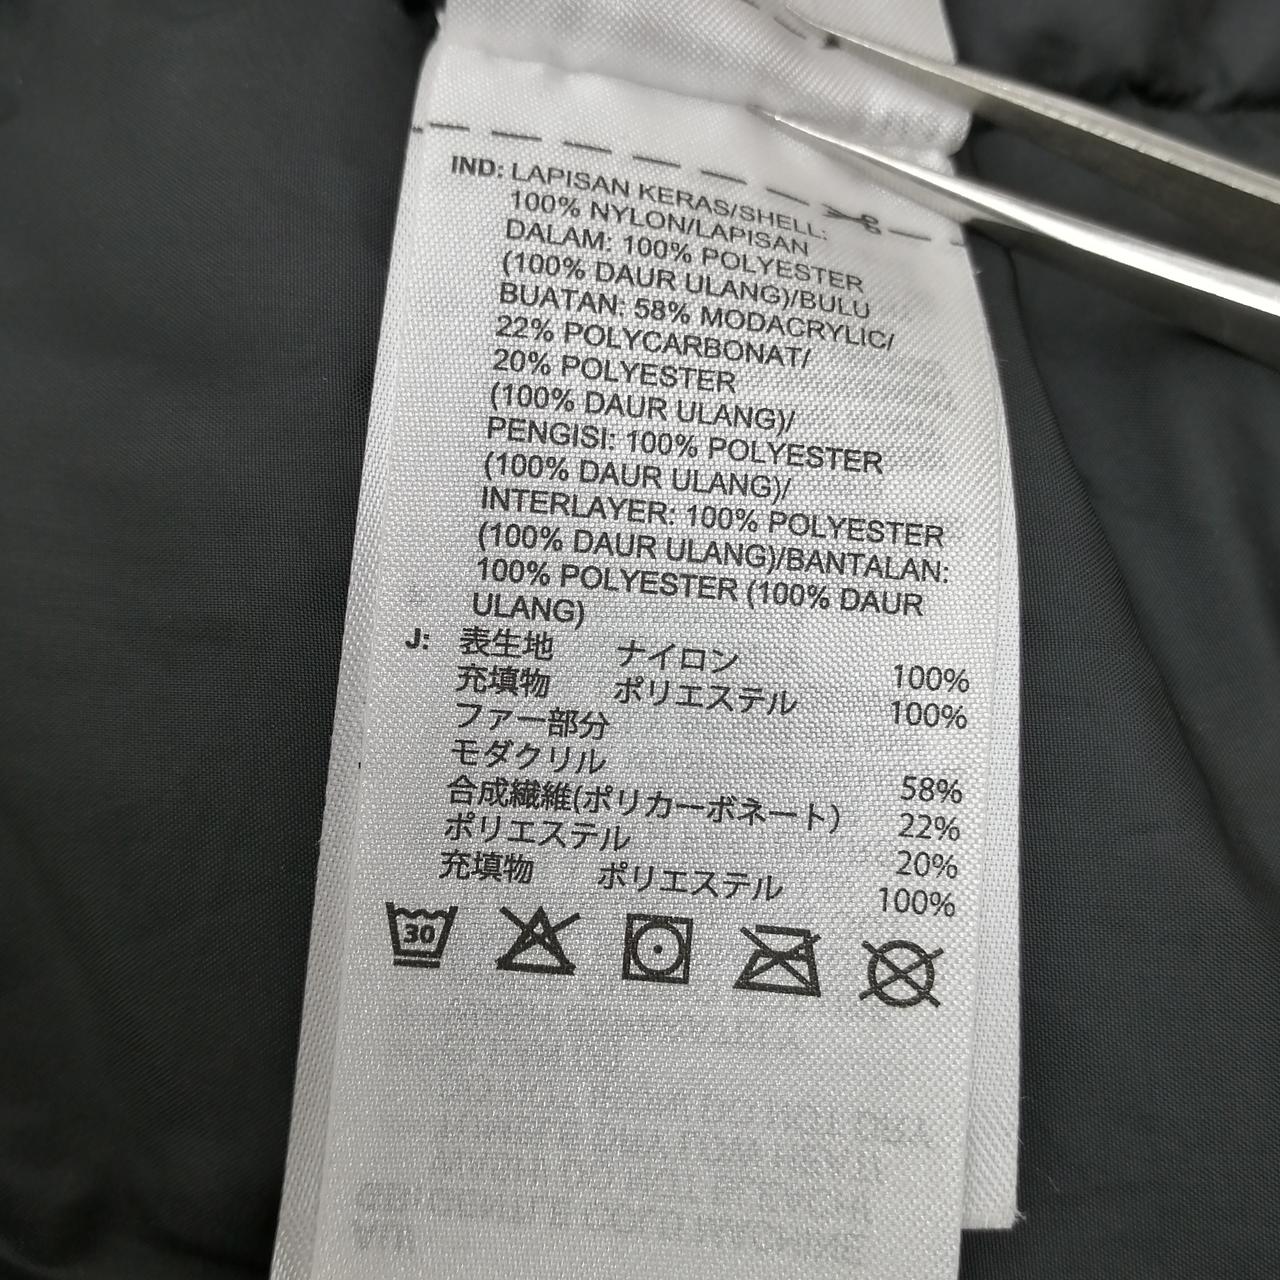 IND: LAPISAN KERAS/SHELL:
100% NYLON/LAPISAN
DALAM: 100% POLYESTER
(100% DAUR ULANG)/BULU
BUATAN: 58% MODACRYLIC/
22% POLYCARBONAT/
20% POLYESTER
(100% DAUR ULANG)/
PENGISI: 100% POLYESTER
(100% DAUR ULANG)/
INTERLAYER: 100% POLYESTER
(100% DAUR ULANG)/BANTALAN:
100% POLYESTER (100% DAUR
ULANG)
J: 表生地 ナイロン 100%
充填物 ポリエステル 100%
ファー部分
モダクリル 58%
合成繊維(ポリカーボネート) 22%
ポリエステル 20%
充填物 ポリエステル 100%
30